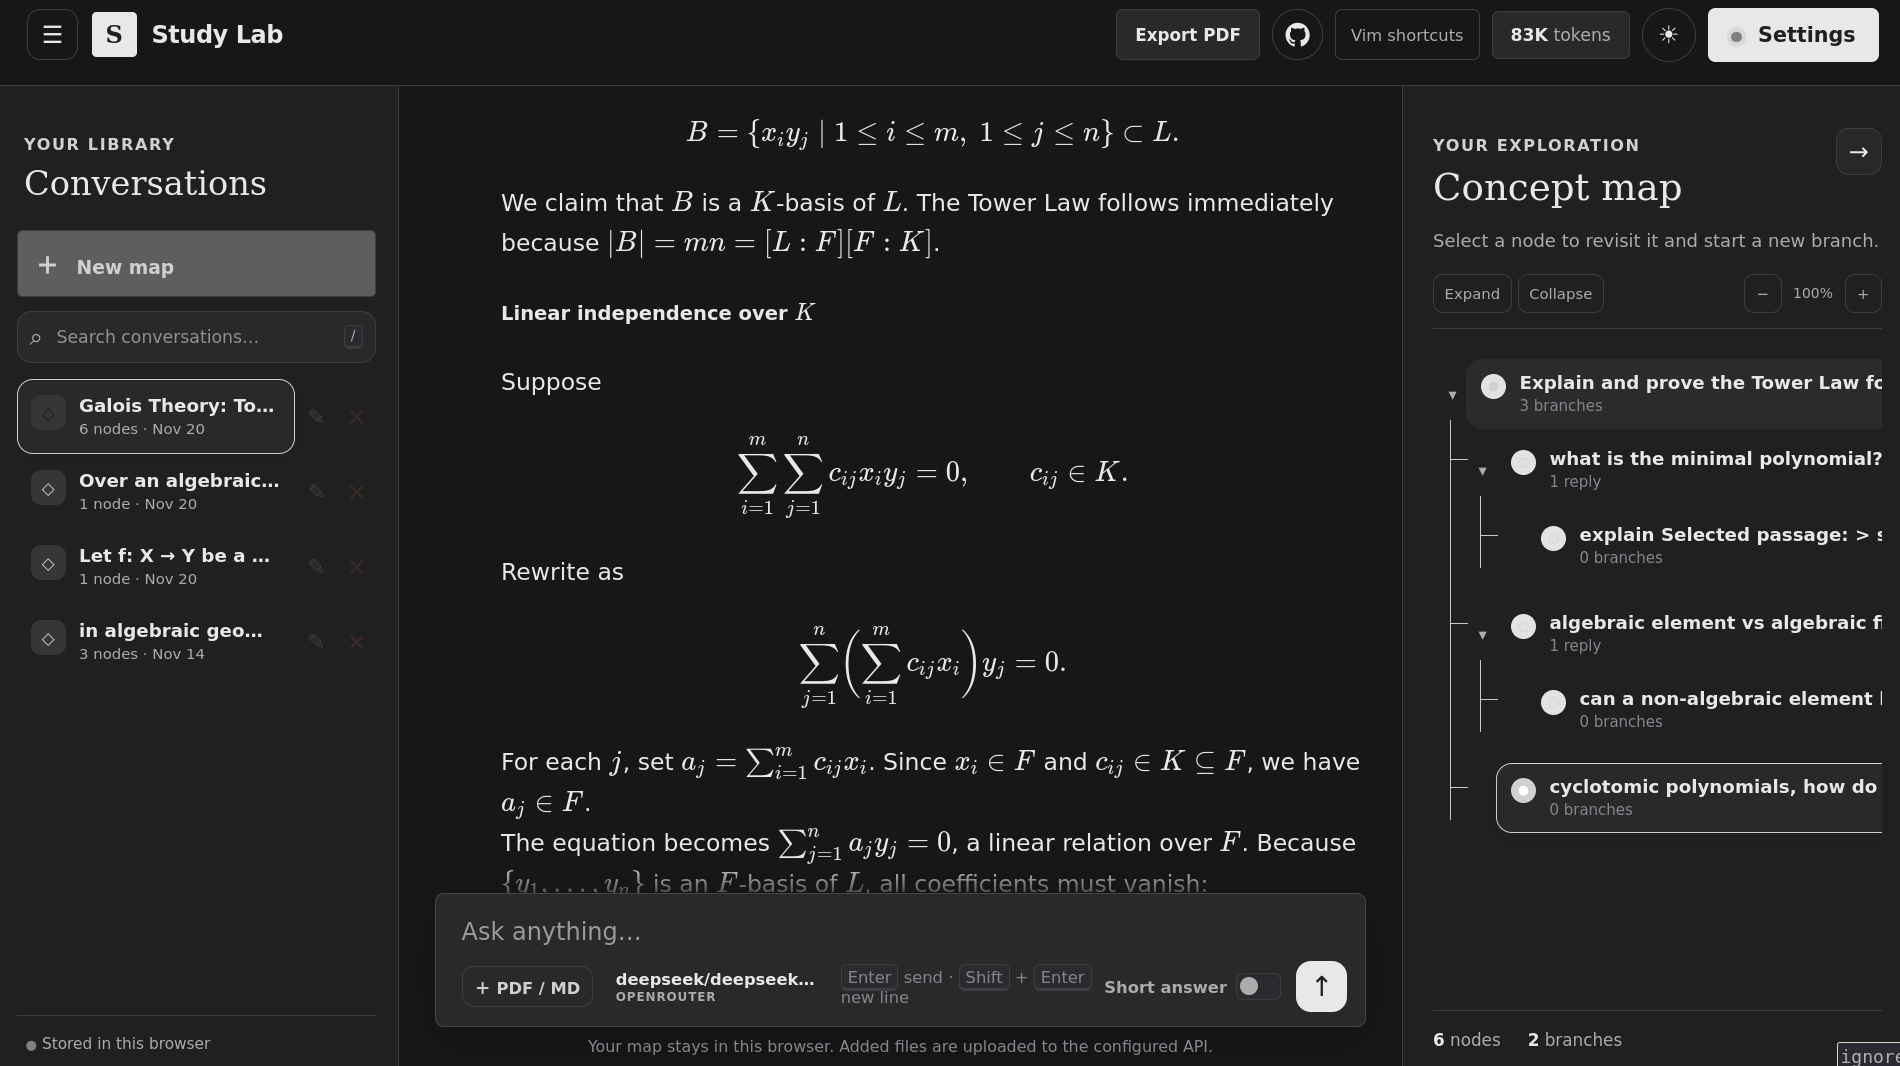 ☰ S Study Lab Export PDF Vim shortcuts 83K tokens ☀ Settings
YOUR LIBRARY
Conversations
+ New map
Search conversations… /
Galois Theory: To…
6 nodes · Nov 20
Over an algebraic…
1 node · Nov 20
Let f: X → Y be a …
1 node · Nov 20
in algebraic geo…
3 nodes · Nov 14
Stored in this browser
B = {x_i y_j | 1 ≤ i ≤ m, 1 ≤ j ≤ n} ⊂ L.
We claim that B is a K-basis of L. The Tower Law follows immediately
because |B| = mn = [L : F][F : K].
Linear independence over K
Suppose
∑_{i=1}^{m} ∑_{j=1}^{n} c_{ij} x_i y_j = 0, c_{ij} ∈ K.
Rewrite as
∑_{j=1}^{n} (∑_{i=1}^{m} c_{ij} x_i) y_j = 0.
For each j, set a_j = ∑_{i=1}^{m} c_{ij} x_i. Since x_i ∈ F and c_{ij} ∈ K ⊆ F, we have
a_j ∈ F.
The equation becomes ∑_{j=1}^{n} a_j y_j = 0, a linear relation over F. Because
{y_1, …, y_n} is an F-basis of L, all coefficients must vanish:
Ask anything…
+ PDF / MD
deepseek/deepseek…
OPENROUTER
Enter send · Shift + Enter
new line
Short answer
↑
Your map stays in this browser. Added files are uploaded to the configured API.
YOUR EXPLORATION
Concept map
→
Select a node to revisit it and start a new branch.
Expand Collapse − 100% +
Explain and prove the Tower Law fo
3 branches
what is the minimal polynomial?
1 reply
explain Selected passage: > s
0 branches
algebraic element vs algebraic fi
1 reply
can a non-algebraic element
0 branches
cyclotomic polynomials, how do
0 branches
6 nodes 2 branches
ignore